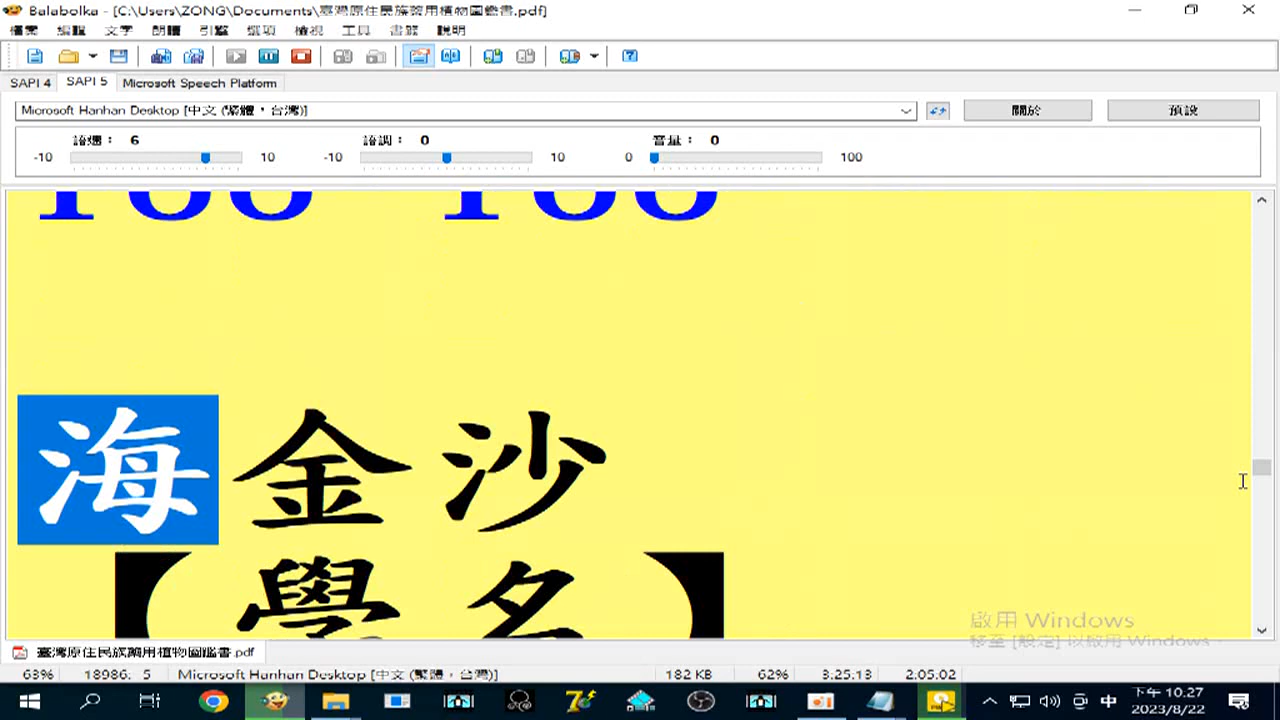 Balabolka - [C:\Users\ZONG\Documents\臺灣原住民族藥用植物圖鑑書.pdf]
檔案 編輯 文字 朗讀 引擎 選項 檢視 工具 書籤 說明
SAPI 4 SAPI 5 Microsoft Speech Platform
Microsoft Hanhan Desktop [中文 (繁體，台灣)] 關於 預設
語速： 6 語調： 0 音量： 0
-10 10 -10 10 0 100
168 168
海金沙
【學名】
啟用 Windows
移至 [設定] 以啟用 Windows。
臺灣原住民族藥用植物圖鑑書.pdf
63% 18986: 5 Microsoft Hanhan Desktop [中文 (繁體，台灣)] 182 KB 62% 3.25.13 2.05.02
中 下午 10:27
2023/8/22